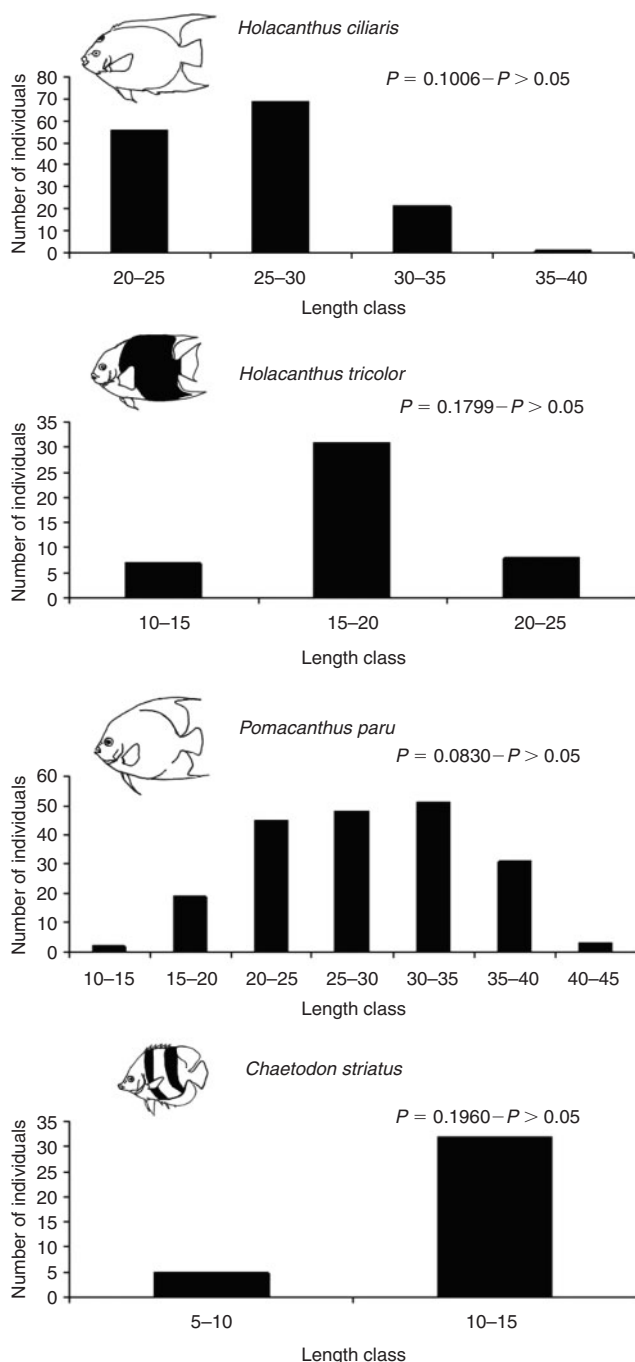 Holacanthus ciliaris
P = 0.1006–P > 0.05
Number of individuals
80
70
60
50
40
30
20
10
0
20–25 25–30 30–35 35–40
Length class
Holacanthus tricolor
P = 0.1799–P > 0.05
Number of individuals
35
30
25
20
15
10
5
0
10–15 15–20 20–25
Length class
Pomacanthus paru
P = 0.0830–P > 0.05
Number of individuals
60
50
40
30
20
10
0
10–15 15–20 20–25 25–30 30–35 35–40 40–45
Length class
Chaetodon striatus
P = 0.1960–P > 0.05
Number of individuals
35
30
25
20
15
10
5
0
5–10 10–15
Length class